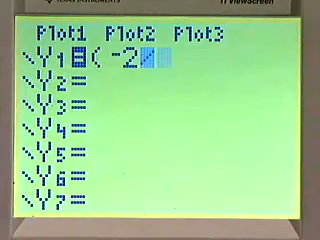 TEXAS INSTRUMENTS TI ViewScreen
Plot1 Plot2 Plot3
\Y1=(-2/
\Y2=
\Y3=
\Y4=
\Y5=
\Y6=
\Y7=